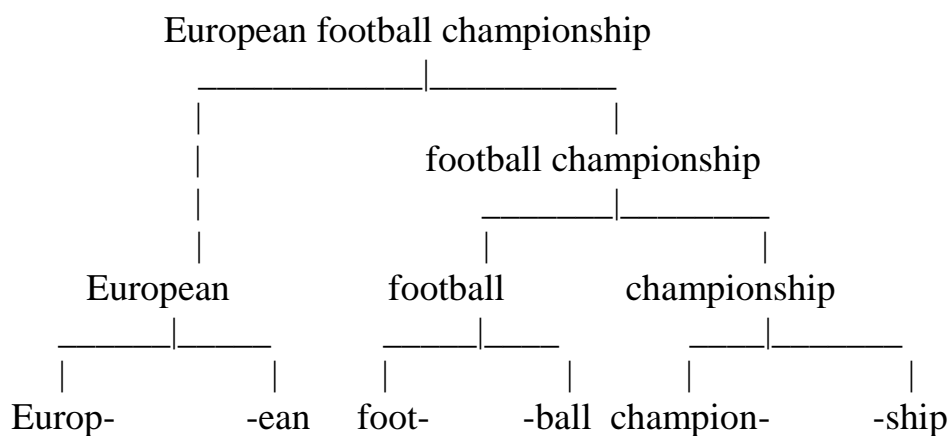 European football championship
football championship
European football championship
Europ- -ean foot- -ball champion- -ship